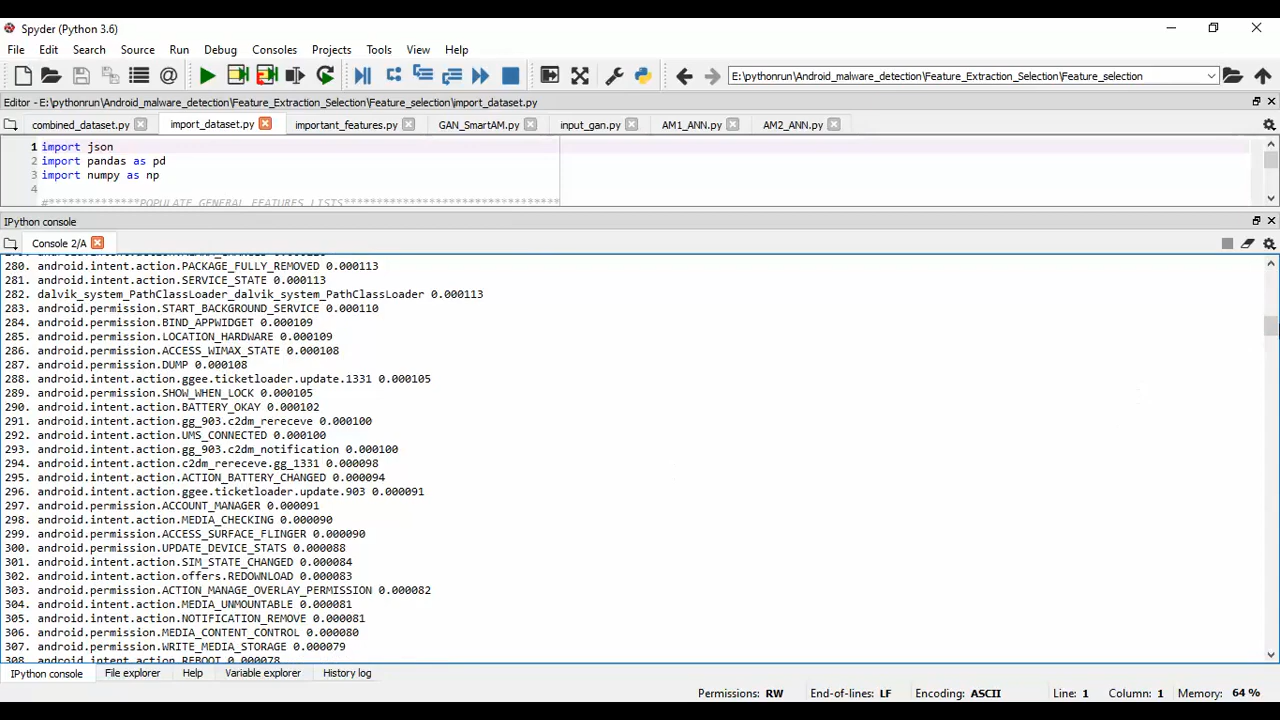 Spyder (Python 3.6)
File Edit Search Source Run Debug Consoles Projects Tools View Help
E:\pythonrun\Android_malware_detection\Feature_Extraction_Selection\Feature_selection
Editor - E:\pythonrun\Android_malware_detection\Feature_Extraction_Selection\Feature_selection\import_dataset.py
combined_dataset.py import_dataset.py important_features.py GAN_SmartAM.py input_gan.py AM1_ANN.py AM2_ANN.py
1 import json
2 import pandas as pd
3 import numpy as np
4
#**************POPULATE GENERAL FEATURES LISTS*********************************
IPython console
Console 2/A
280. android.intent.action.PACKAGE_FULLY_REMOVED 0.000113
281. android.intent.action.SERVICE_STATE 0.000113
282. dalvik_system_PathClassLoader_dalvik_system_PathClassLoader 0.000113
283. android.permission.START_BACKGROUND_SERVICE 0.000110
284. android.permission.BIND_APPWIDGET 0.000109
285. android.permission.LOCATION_HARDWARE 0.000109
286. android.permission.ACCESS_WIMAX_STATE 0.000108
287. android.permission.DUMP 0.000108
288. android.intent.action.ggee.ticketloader.update.1331 0.000105
289. android.permission.SHOW_WHEN_LOCK 0.000105
290. android.intent.action.BATTERY_OKAY 0.000102
291. android.intent.action.gg_903.c2dm_rereceve 0.000100
292. android.intent.action.UMS_CONNECTED 0.000100
293. android.intent.action.gg_903.c2dm_notification 0.000100
294. android.intent.action.c2dm_rereceve.gg_1331 0.000098
295. android.intent.action.ACTION_BATTERY_CHANGED 0.000094
296. android.intent.action.ggee.ticketloader.update.903 0.000091
297. android.permission.ACCOUNT_MANAGER 0.000091
298. android.intent.action.MEDIA_CHECKING 0.000090
299. android.permission.ACCESS_SURFACE_FLINGER 0.000090
300. android.permission.UPDATE_DEVICE_STATS 0.000088
301. android.intent.action.SIM_STATE_CHANGED 0.000084
302. android.intent.action.offers.REDOWNLOAD 0.000083
303. android.permission.ACTION_MANAGE_OVERLAY_PERMISSION 0.000082
304. android.intent.action.MEDIA_UNMOUNTABLE 0.000081
305. android.intent.action.NOTIFICATION_REMOVE 0.000081
306. android.permission.MEDIA_CONTENT_CONTROL 0.000080
307. android.permission.WRITE_MEDIA_STORAGE 0.000079
308. android.intent.action.REBOOT 0.000078
IPython console File explorer Help Variable explorer History log
Permissions: RW End-of-lines: LF Encoding: ASCII Line: 1 Column: 1 Memory: 64 %